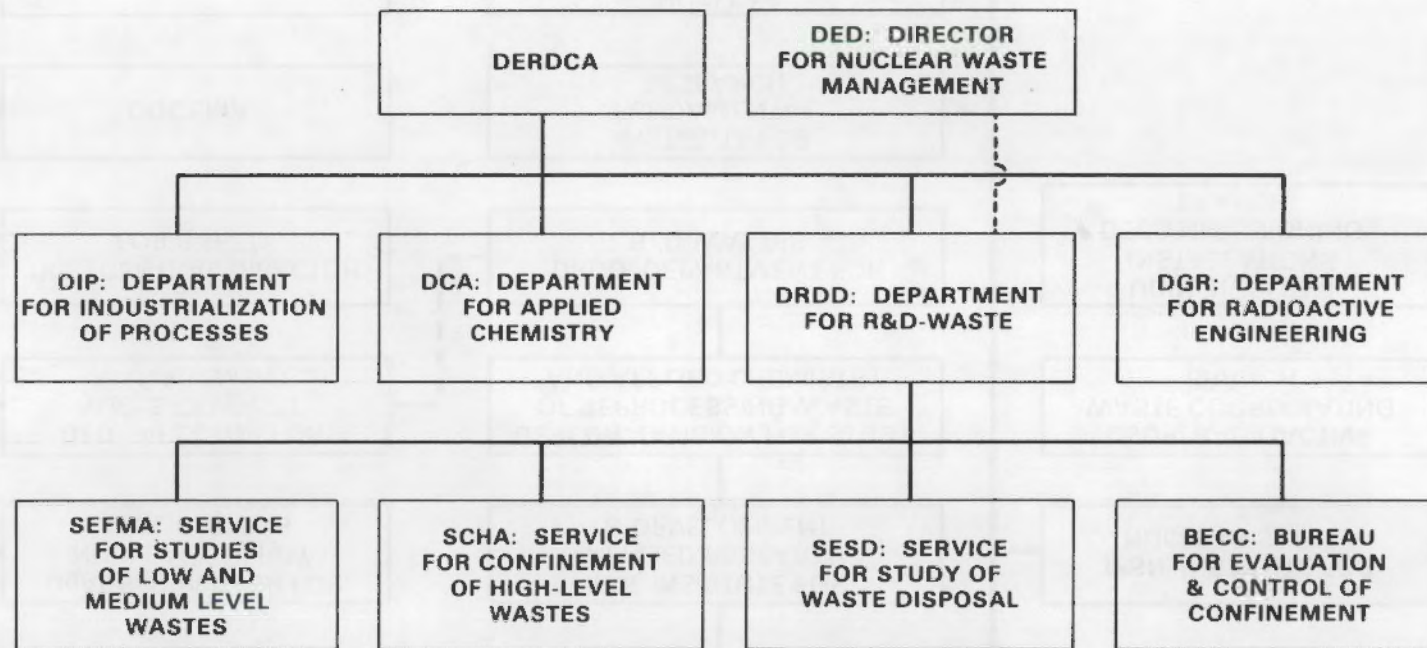 DERDCA
DED: DIRECTOR
FOR NUCLEAR WASTE
MANAGEMENT
OIP: DEPARTMENT
FOR INDUSTRIALIZATION
OF PROCESSES
DCA: DEPARTMENT
FOR APPLIED
CHEMISTRY
DRDD: DEPARTMENT
FOR R&D-WASTE
DGR: DEPARTMENT
FOR RADIOACTIVE
ENGINEERING
SEFMA: SERVICE
FOR STUDIES
OF LOW AND
MEDIUM LEVEL
WASTES
SCHA: SERVICE
FOR CONFINEMENT
OF HIGH-LEVEL
WASTES
SESD: SERVICE
FOR STUDY OF
WASTE DISPOSAL
BECC: BUREAU
FOR EVALUATION
& CONTROL OF
CONFINEMENT